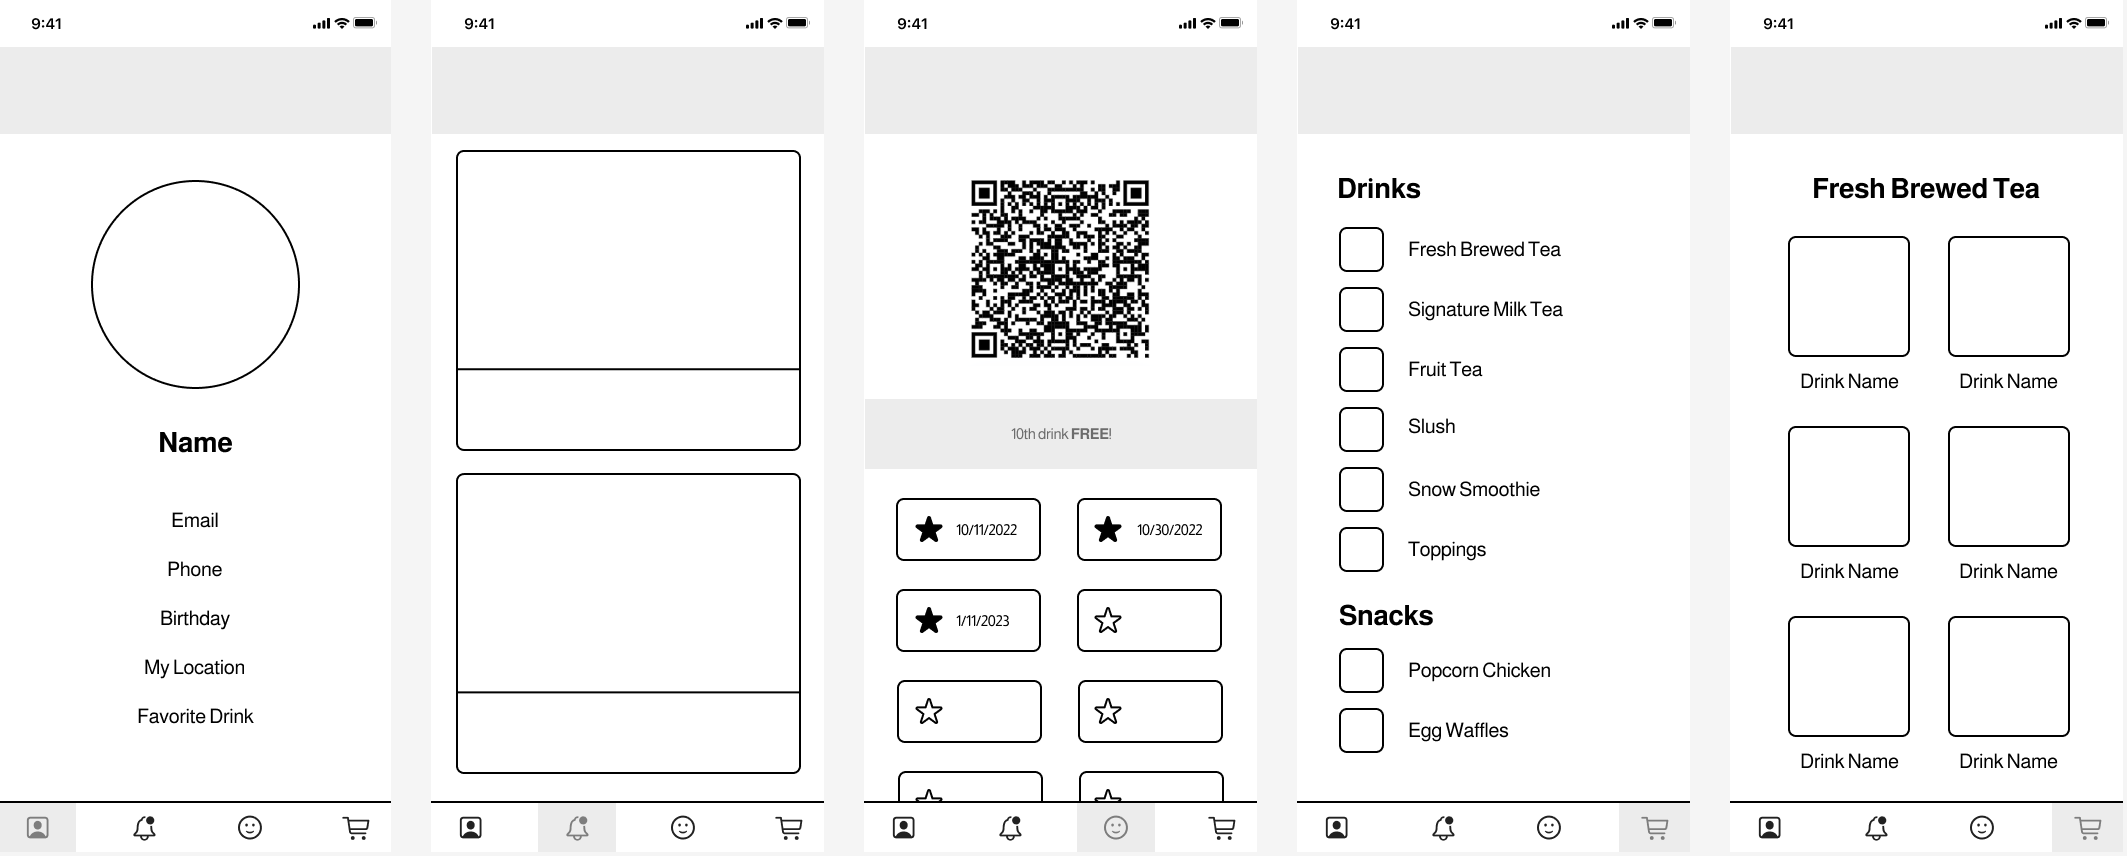 9:41
Name
Email
Phone
Birthday
My Location
Favorite Drink
9:41
9:41
10th drink FREE!
10/11/2022
10/30/2022
1/11/2023
9:41
Drinks
Fresh Brewed Tea
Signature Milk Tea
Fruit Tea
Slush
Snow Smoothie
Toppings
Snacks
Popcorn Chicken
Egg Waffles
9:41
Fresh Brewed Tea
Drink Name
Drink Name
Drink Name
Drink Name
Drink Name
Drink Name